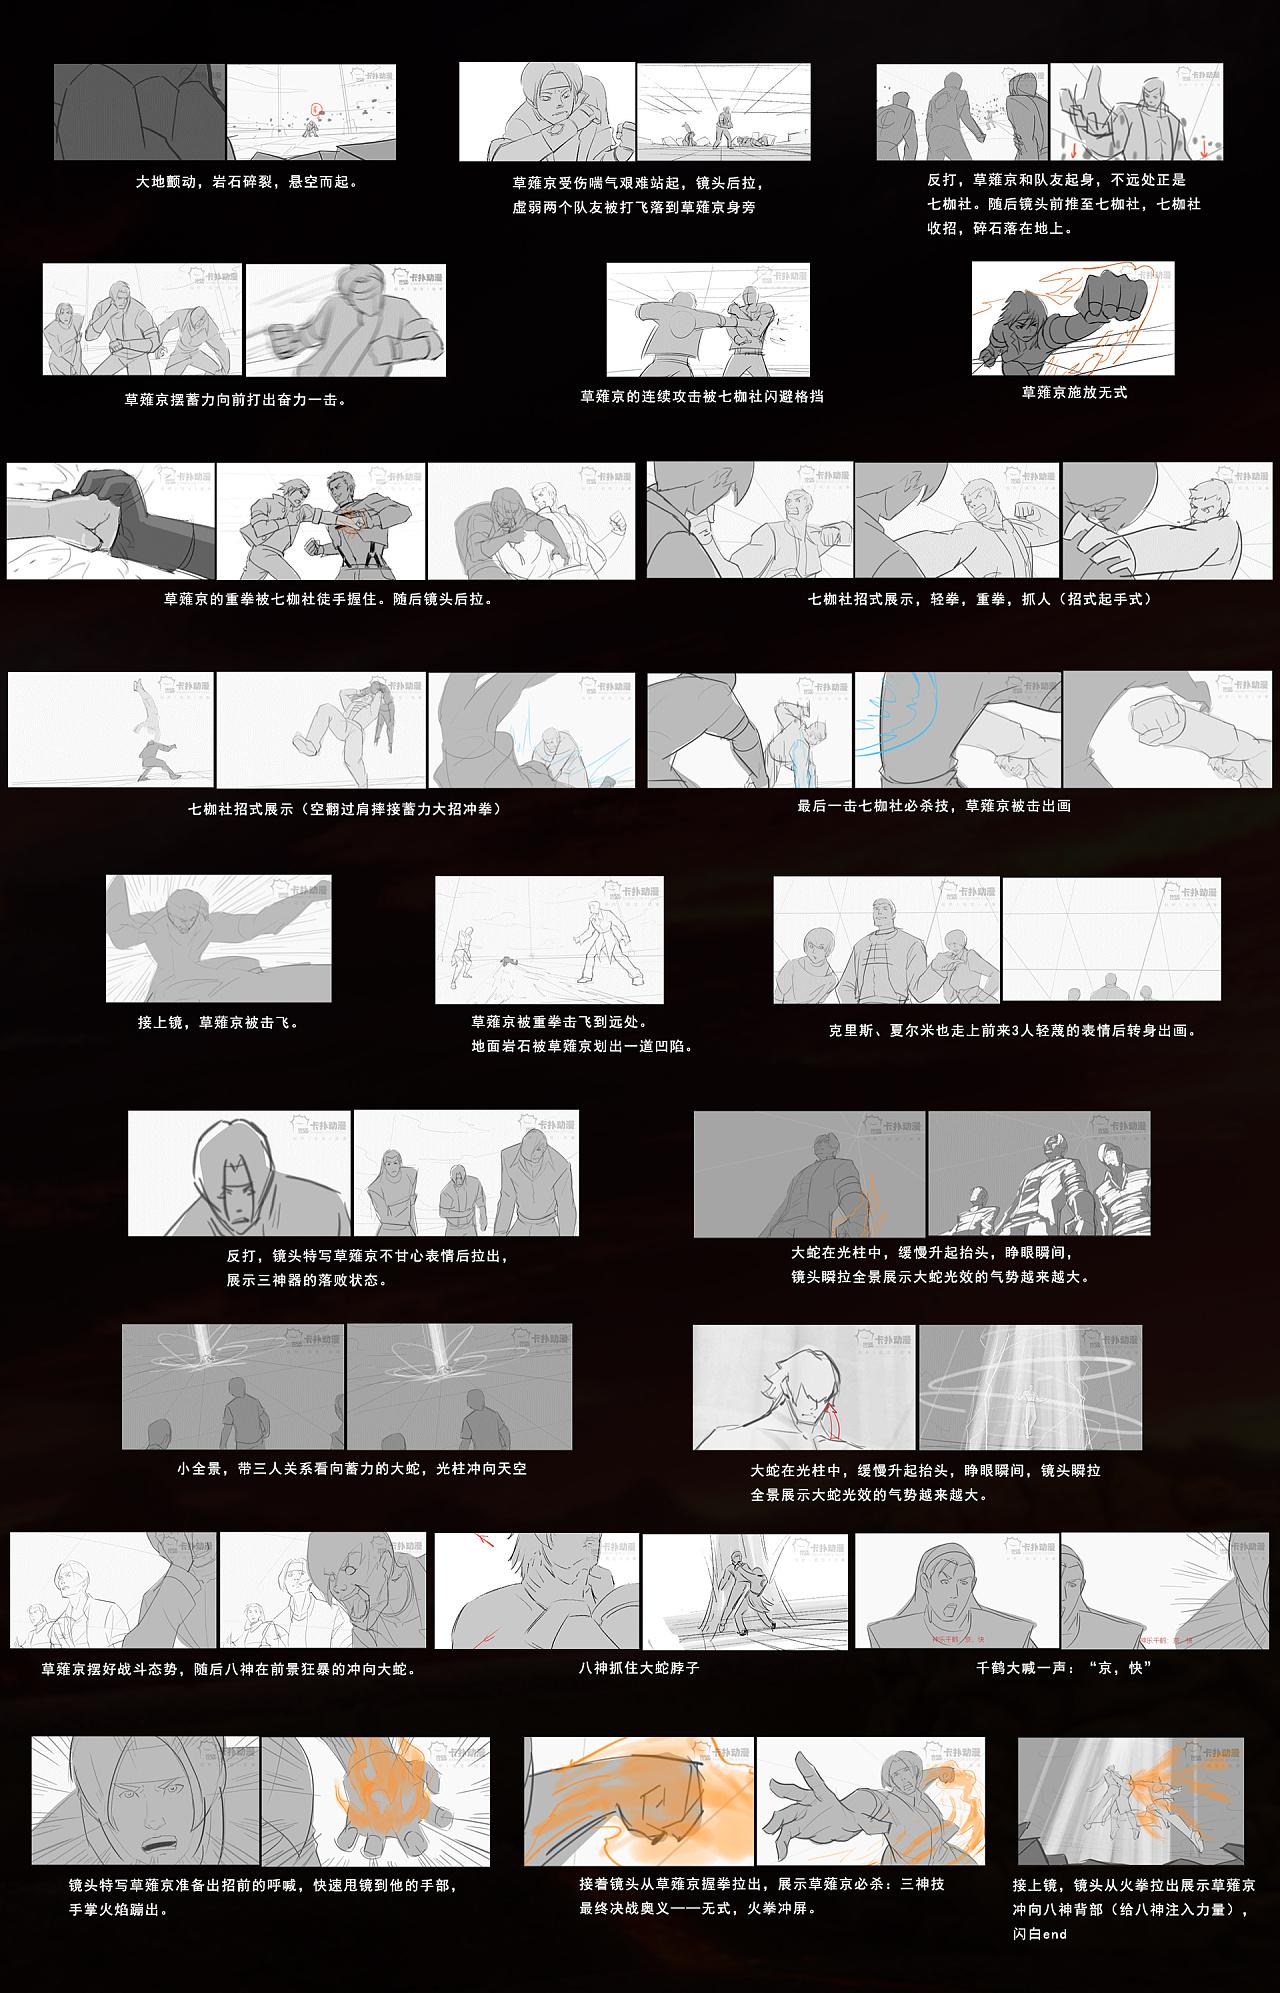 大地颤动，岩石碎裂，悬空而起。
草薙京受伤喘气艰难站起，镜头后拉，
虚弱两个队友被打飞落到草薙京身旁
反打，草薙京和队友起身，不远处正是
七枷社。随后镜头前推至七枷社，七枷社
收招，碎石落在地上。
卡扑动漫
卡扑动漫
草薙京摆蓄力向前打出奋力一击。
草薙京的连续攻击被七枷社闪避格挡
草薙京施放无式
草薙京的重拳被七枷社徒手握住。随后镜头后拉。
七枷社招式展示，轻拳，重拳，抓人（招式起手式）
七枷社招式展示（空翻过肩摔接蓄力大招冲拳）
最后一击七枷社必杀技，草薙京被击出画
接上镜，草薙京被击飞。
草薙京被重拳击飞到远处。
地面岩石被草薙京划出一道凹陷。
克里斯、夏尔米也走上前来3人轻蔑的表情后转身出画。
反打，镜头特写草薙京不甘心表情后拉出，
展示三神器的落败状态。
大蛇在光柱中，缓慢升起抬头，睁眼瞬间，
镜头瞬拉全景展示大蛇光效的气势越来越大。
小全景，带三人关系看向蓄力的大蛇，光柱冲向天空
大蛇在光柱中，缓慢升起抬头，睁眼瞬间，镜头瞬拉
全景展示大蛇光效的气势越来越大。
神乐千鹤：京，快
神乐千鹤：京，快
草薙京摆好战斗态势，随后八神在前景狂暴的冲向大蛇。
八神抓住大蛇脖子
千鹤大喊一声：“京，快”
镜头特写草薙京准备出招前的呼喊，快速甩镜到他的手部，
手掌火焰蹦出。
接着镜头从草薙京握拳拉出，展示草薙京必杀：三神技
最终决战奥义——无式，火拳冲屏。
接上镜，镜头从火拳拉出展示草薙京
冲向八神背部（给八神注入力量），
闪白end